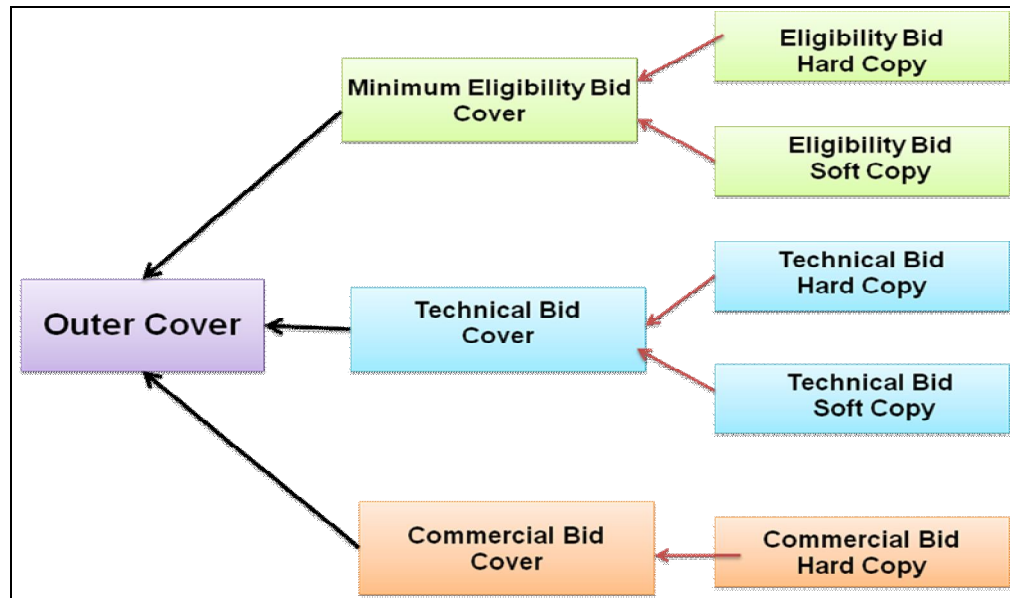 Eligibility Bid
Hard Copy
Minimum Eligibility Bid
Cover
Eligibility Bid
Soft Copy
Technical Bid
Hard Copy
Outer Cover
Technical Bid
Cover
Technical Bid
Soft Copy
Commercial Bid
Cover
Commercial Bid
Hard Copy